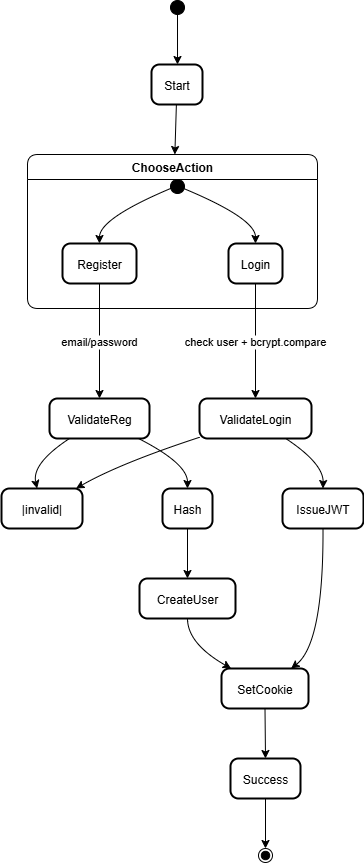 Start
ChooseAction
Register
Login
email/password
check user + bcrypt.compare
ValidateReg
ValidateLogin
|invalid|
Hash
IssueJWT
CreateUser
SetCookie
Success